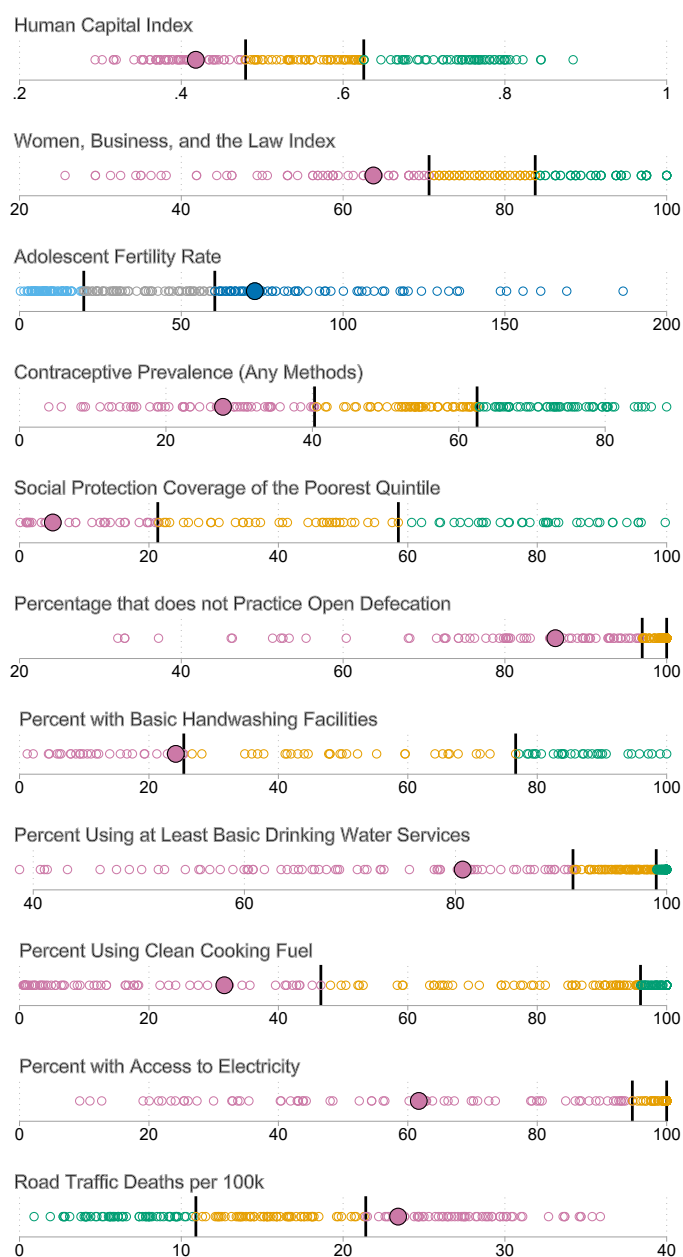 Human Capital Index
.2 .4 .6 .8 1
Women, Business, and the Law Index
20 40 60 80 100
Adolescent Fertility Rate
0 50 100 150 200
Contraceptive Prevalence (Any Methods)
0 20 40 60 80
Social Protection Coverage of the Poorest Quintile
0 20 40 60 80 100
Percentage that does not Practice Open Defecation
20 40 60 80 100
Percent with Basic Handwashing Facilities
0 20 40 60 80 100
Percent Using at Least Basic Drinking Water Services
40 60 80 100
Percent Using Clean Cooking Fuel
0 20 40 60 80 100
Percent with Access to Electricity
0 20 40 60 80 100
Road Traffic Deaths per 100k
0 10 20 30 40